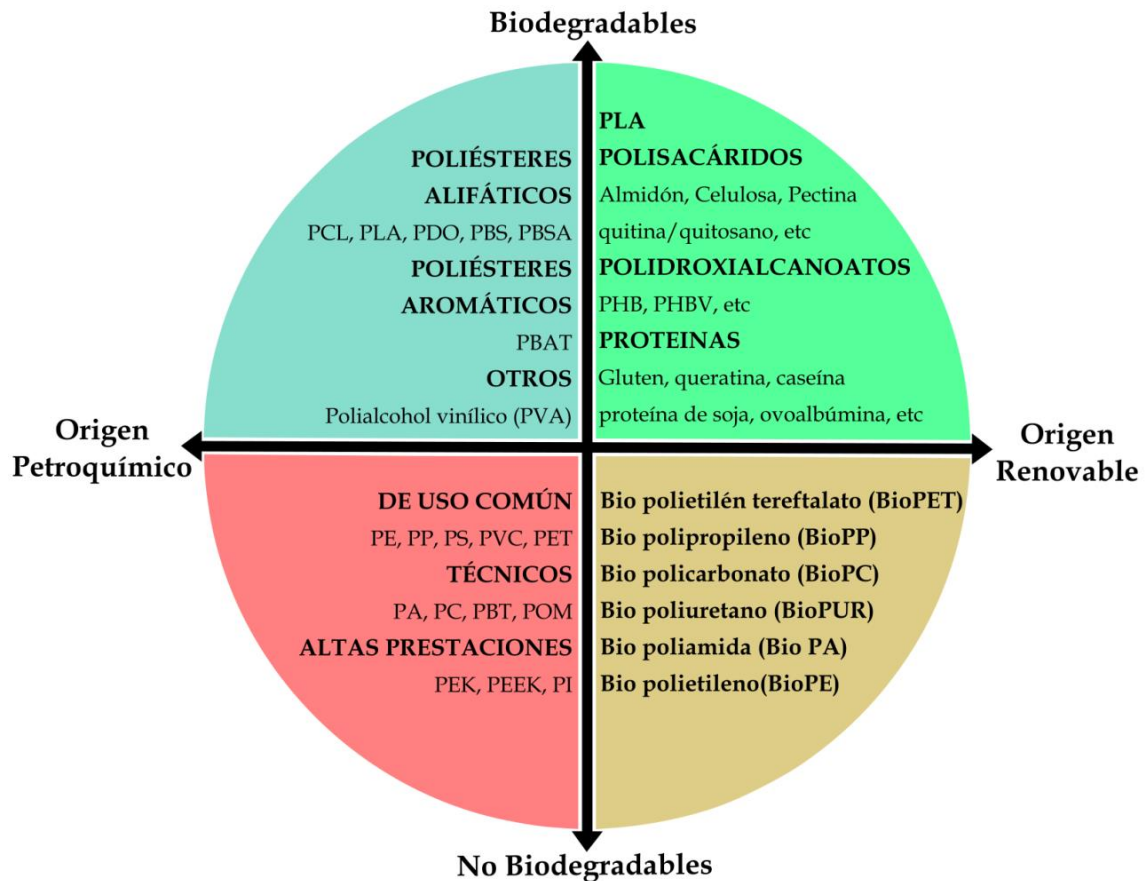 Biodegradables
POLIÉSTERES
ALIFÁTICOS
PCL, PLA, PDO, PBS, PBSA
POLIÉSTERES
AROMÁTICOS
PBAT
OTROS
Polialcohol vinílico (PVA)
PLA
POLISACÁRIDOS
Almidón, Celulosa, Pectina
quitina/quitosano, etc
POLIDROXIALCANOATOS
PHB, PHBV, etc
PROTEINAS
Gluten, queratina, caseína
proteína de soja, ovoalbúmina, etc
Origen
Petroquímico
Origen
Renovable
DE USO COMÚN
PE, PP, PS, PVC, PET
TÉCNICOS
PA, PC, PBT, POM
ALTAS PRESTACIONES
PEK, PEEK, PI
Bio polietilén tereftalato (BioPET)
Bio polipropileno (BioPP)
Bio policarbonato (BioPC)
Bio poliuretano (BioPUR)
Bio poliamida (Bio PA)
Bio polietileno(BioPE)
No Biodegradables